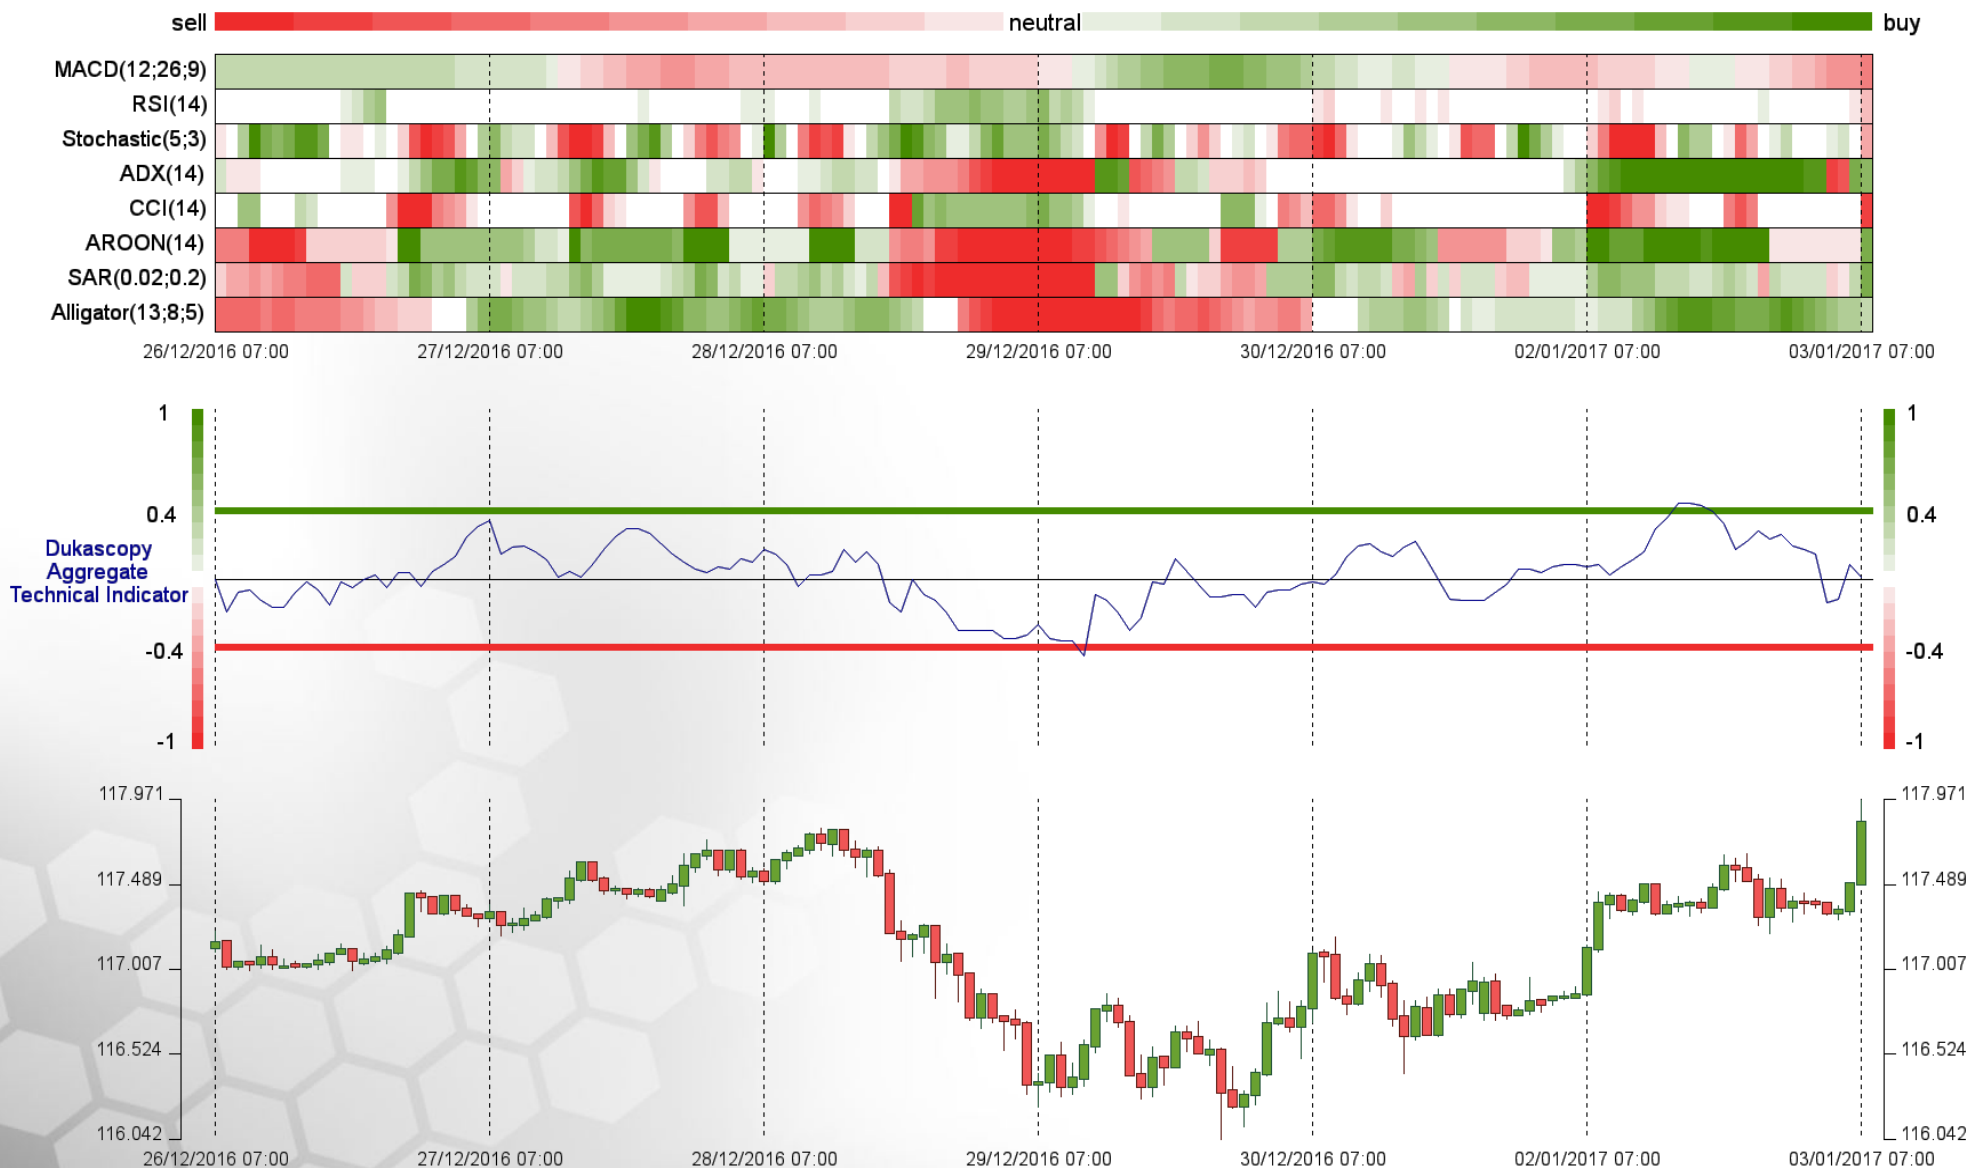 sell neutral buy
MACD(12;26;9)
RSI(14)
Stochastic(5;3)
ADX(14)
CCI(14)
AROON(14)
SAR(0.02;0.2)
Alligator(13;8;5)
26/12/2016 07:00 27/12/2016 07:00 28/12/2016 07:00 29/12/2016 07:00 30/12/2016 07:00 02/01/2017 07:00 03/01/2017 07:00
1 1
0.4 0.4
Dukascopy
Aggregate
Technical Indicator
-0.4 -0.4
-1 -1
117.971 117.971
117.489 117.489
117.007 117.007
116.524 116.524
116.042 116.042
26/12/2016 07:00 27/12/2016 07:00 28/12/2016 07:00 29/12/2016 07:00 30/12/2016 07:00 02/01/2017 07:00 03/01/2017 07:00